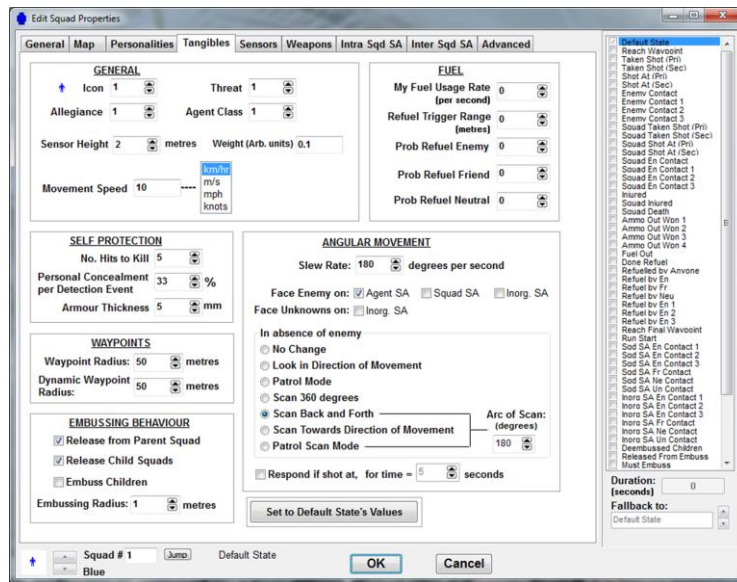 Edit Squad Properties
General Map Personalities Tangibles Sensors Weapons Intra Sqd SA Inter Sqd SA Advanced
GENERAL
Icon 1 Threat 1
Allegiance 1 Agent Class 1
Sensor Height 2 metres Weight (Arb. units) 0.1
Movement Speed 10 ----
km/hr
m/s
mph
knots
FUEL
My Fuel Usage Rate 0
(per second)
Refuel Trigger Range 0
(metres)
Prob Refuel Enemy 0
Prob Refuel Friend 0
Prob Refuel Neutral 0
SELF PROTECTION
No. Hits to Kill 5
Personal Concealment
per Detection Event 33 %
Armour Thickness 5 mm
WAYPOINTS
Waypoint Radius: 50 metres
Dynamic Waypoint
Radius: 50 metres
EMBUSSING BEHAVIOUR
Release from Parent Squad
Release Child Squads
Embuss Children
Embussing Radius: 1 metres
ANGULAR MOVEMENT
Slew Rate: 180 degrees per second
Face Enemy on: Agent SA Squad SA Inorg. SA
Face Unknowns on: Inorg. SA
In absence of enemy
No Change
Look in Direction of Movement
Patrol Mode
Scan 360 degrees
Scan Back and Forth
Scan Towards Direction of Movement
Patrol Scan Mode
Arc of Scan:
(degrees)
180
Respond if shot at, for time = 5 seconds
Set to Default State's Values
Default State
Reach Waypoint
Taken Shot (Pri)
Taken Shot (Sec)
Shot At (Pri)
Shot At (Sec)
Enemy Contact
Enemy Contact 1
Enemy Contact 2
Enemy Contact 3
Squad Taken Shot (Pri)
Squad Taken Shot (Sec)
Squad Shot At (Pri)
Squad Shot At (Sec)
Squad En Contact
Squad En Contact 1
Squad En Contact 2
Squad En Contact 3
Injured
Squad Injured
Squad Death
Ammo Out Wpn 1
Ammo Out Wpn 2
Ammo Out Wpn 3
Ammo Out Wpn 4
Fuel Out
Done Refuel
Refuelled by Anyone
Refuel by En
Refuel by Fr
Refuel by Neu
Refuel by En 1
Refuel by En 2
Refuel by En 3
Reach Final Waypoint
Run Start
Sqd SA En Contact 1
Sqd SA En Contact 2
Sqd SA En Contact 3
Sqd SA Fr Contact
Sqd SA Ne Contact
Sqd SA Un Contact
Inorg SA En Contact 1
Inorg SA En Contact 2
Inorg SA En Contact 3
Inorg SA Fr Contact
Inorg SA Ne Contact
Inorg SA Un Contact
Deembussed Children
Released From Embuss
Must Embuss
Duration:
(seconds) 0
Fallback to:
Default State
Squad # 1 Jump Default State
Blue
OK Cancel